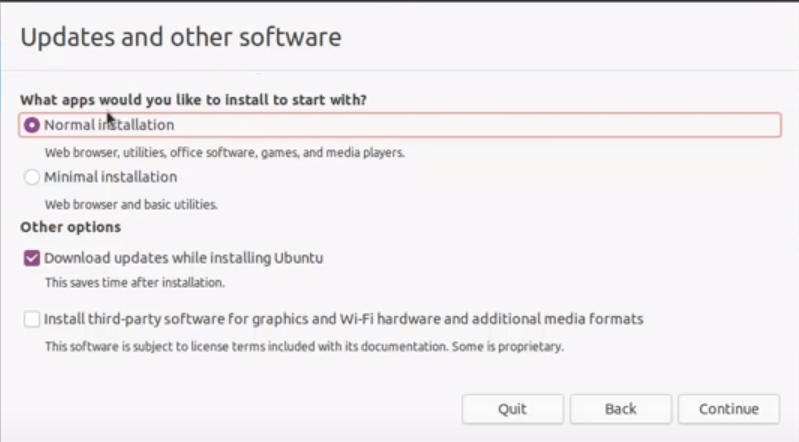 Updates and other software
What apps would you like to install to start with?
Normal installation
Web browser, utilities, office software, games, and media players.
Minimal installation
Web browser and basic utilities.
Other options
Download updates while installing Ubuntu
This saves time after installation.
Install third-party software for graphics and Wi-Fi hardware and additional media formats
This software is subject to license terms included with its documentation. Some is proprietary.
Quit Back Continue